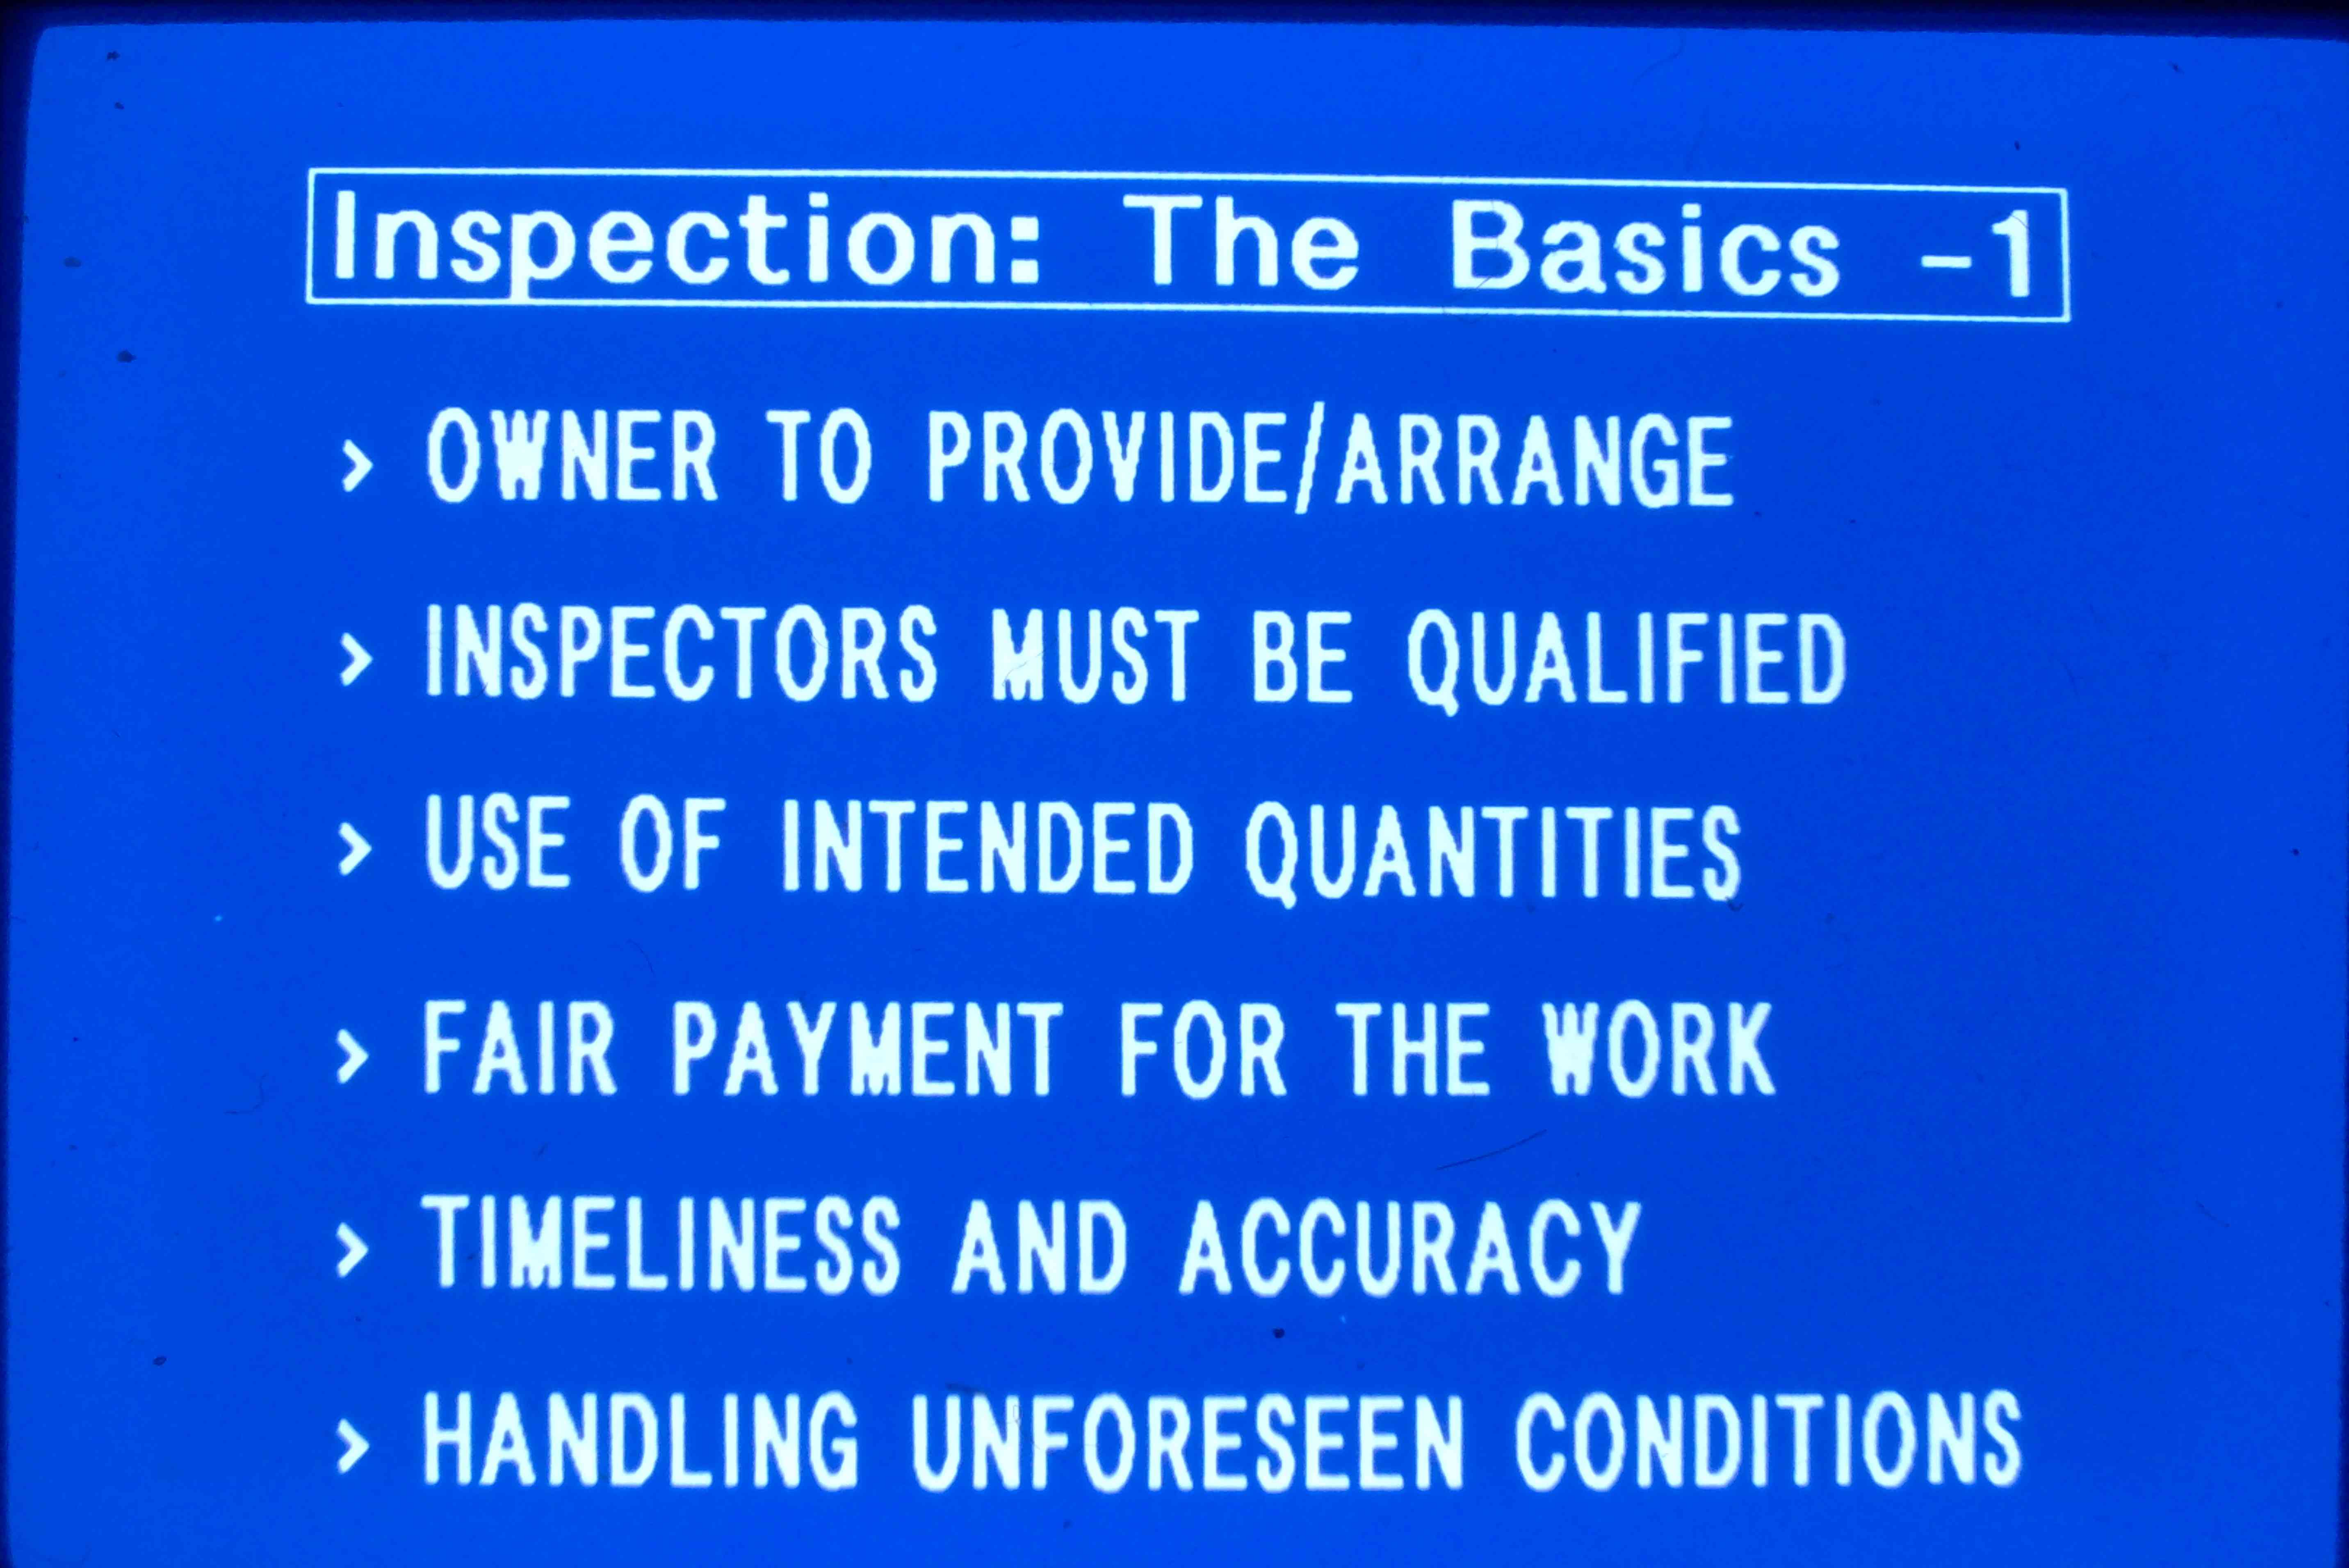 Inspection: The Basics -1
> OWNER TO PROVIDE/ARRANGE
> INSPECTORS MUST BE QUALIFIED
> USE OF INTENDED QUANTITIES
> FAIR PAYMENT FOR THE WORK
> TIMELINESS AND ACCURACY
> HANDLING UNFORESEEN CONDITIONS